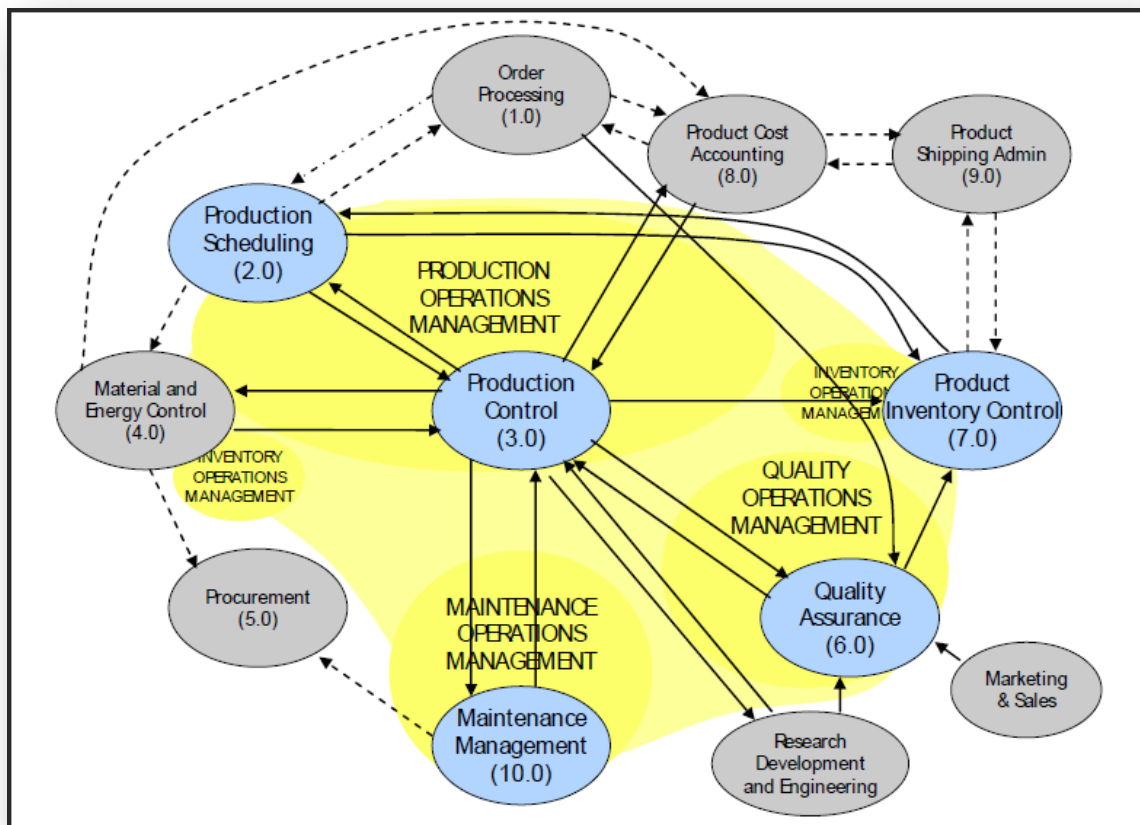 Order
Processing
(1.0)
Product Cost
Accounting
(8.0)
Product
Shipping Admin
(9.0)
Production
Scheduling
(2.0)
PRODUCTION
OPERATIONS
MANAGEMENT
Material and
Energy Control
(4.0)
Production
Control
(3.0)
INVENTORY
OPERATIONS
MANAGEMENT
Product
Inventory Control
(7.0)
INVENTORY
OPERATIONS
MANAGEMENT
QUALITY
OPERATIONS
MANAGEMENT
Procurement
(5.0)
MAINTENANCE
OPERATIONS
MANAGEMENT
Quality
Assurance
(6.0)
Marketing
& Sales
Maintenance
Management
(10.0)
Research
Development
and Engineering